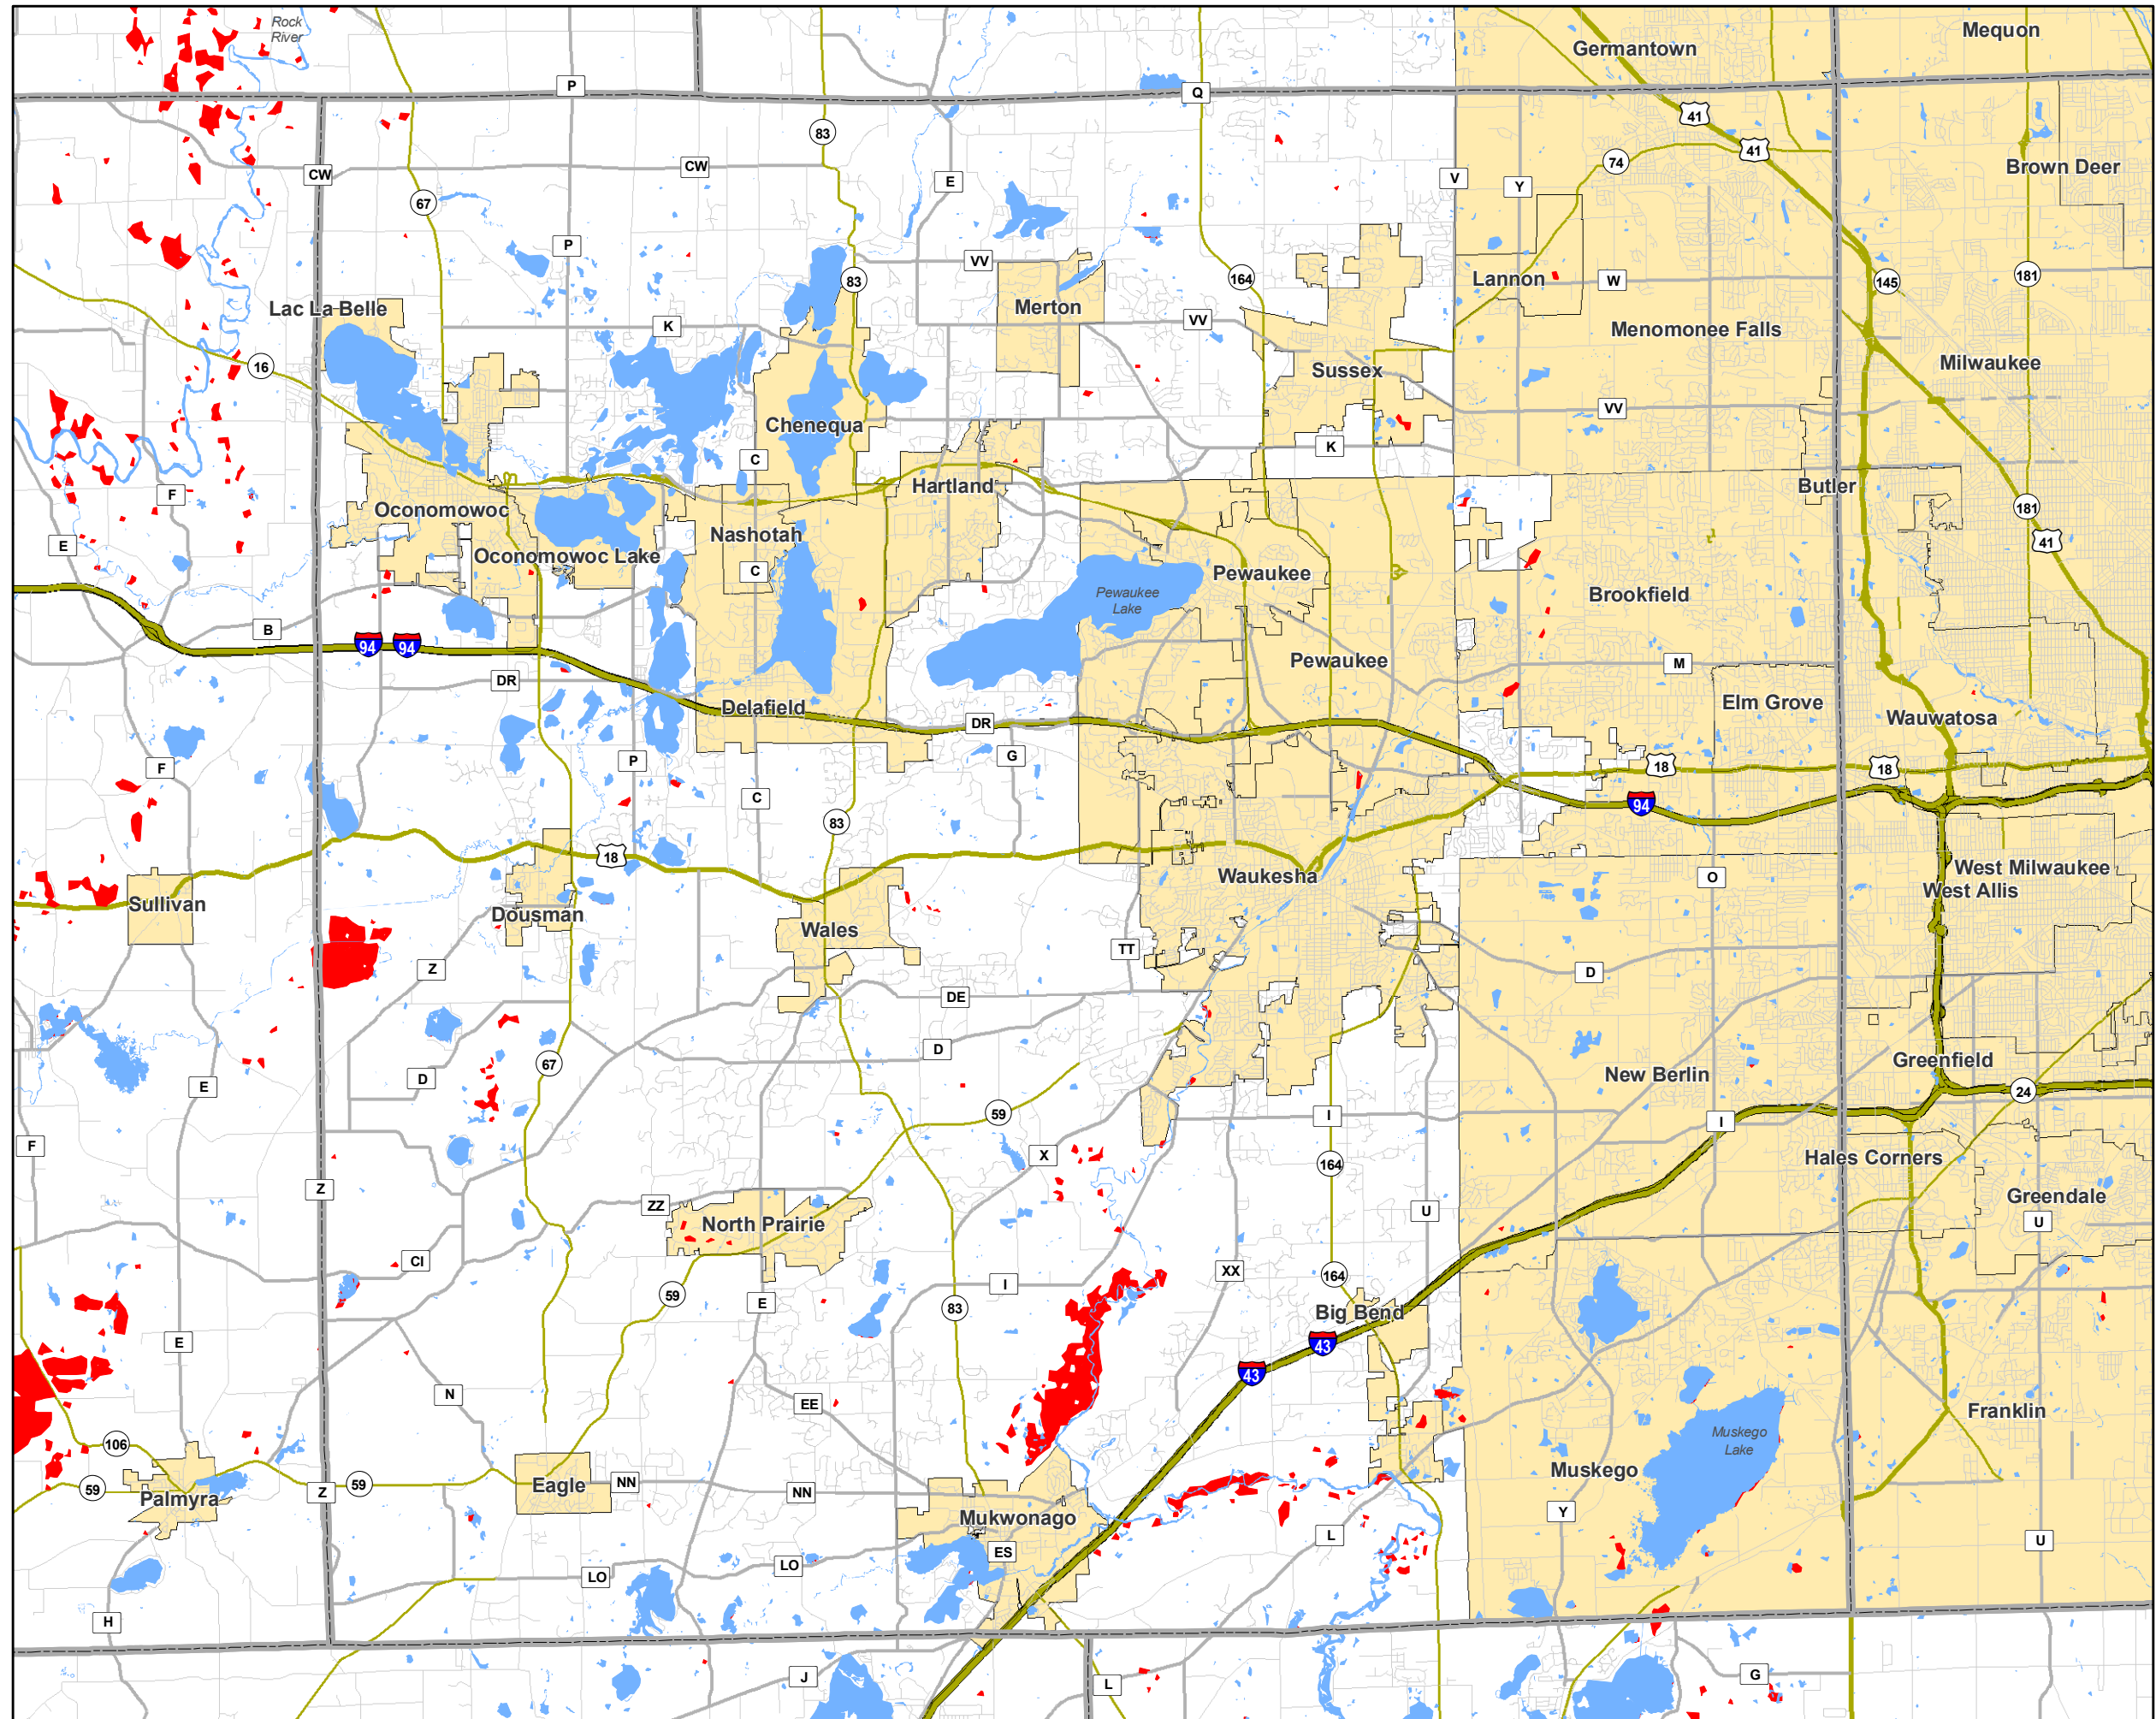 Rock
River
Mequon
Germantown
P
Q
41
83
41
74
Brown Deer
CW
CW
E
V
Y
67
P
VV
164
Lannon
W
145
181
83
Lac La Belle
Merton
K
VV
Menomonee Falls
16
Sussex
Milwaukee
VV
Chenequa
K
C
F
Hartland
Butler
Oconomowoc
181
Nashotah
E
41
Oconomowoc Lake
C
Pewaukee
Pewaukee
Lake
Brookfield
B
94
94
Pewaukee
M
DR
Delafield
DR
Elm Grove
Wauwatosa
G
F
P
18
18
C
94
83
18
Waukesha
O
West Milwaukee
West Allis
Sullivan
Dousman
Wales
TT
Z
D
DE
D
67
Greenfield
D
New Berlin
E
24
59
I
I
F
X
Hales Corners
164
Z
Greendale
ZZ
U
North Prairie
U
CI
XX
164
I
59
E
83
Big Bend
E
43
43
N
EE
Franklin
106
Muskego
Lake
Muskego
59
Palmyra
Z
59
Eagle
NN
NN
Y
Mukwonago
L
U
ES
LO
LO
H
J
L
G